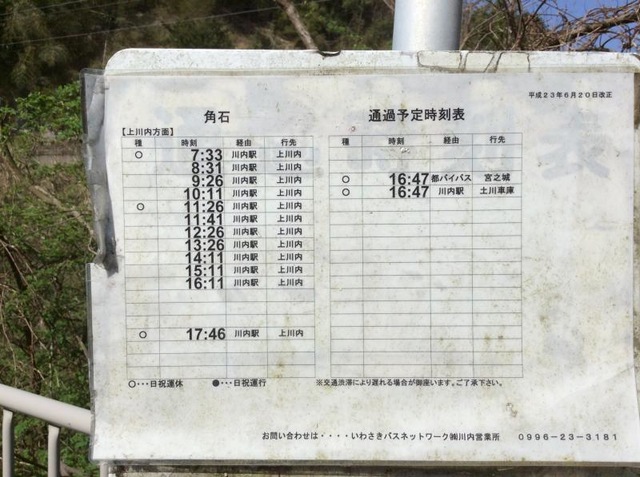 平成23年6月20日改正
角石 通過予定時刻表
【上川内方面】
種 時刻 経由 行先
○ 7:33 川内駅 上川内
8:31 川内駅 上川内
9:26 川内駅 上川内
10:11 川内駅 上川内
○ 11:26 川内駅 上川内
11:41 川内駅 上川内
12:26 川内駅 上川内
13:26 川内駅 上川内
14:11 川内駅 上川内
15:11 川内駅 上川内
16:11 川内駅 上川内
○ 17:46 川内駅 上川内
種 時刻 経由 行先
○ 16:47 都バイパス 宮之城
○ 16:47 川内駅 土川車庫
○・・・日祝運休 ●・・・日祝運行 ※交通渋滞により遅れる場合が御座います。ご了承下さい。
お問い合わせは・・・・いわさきバスネットワーク㈱川内営業所 0996-23-3181